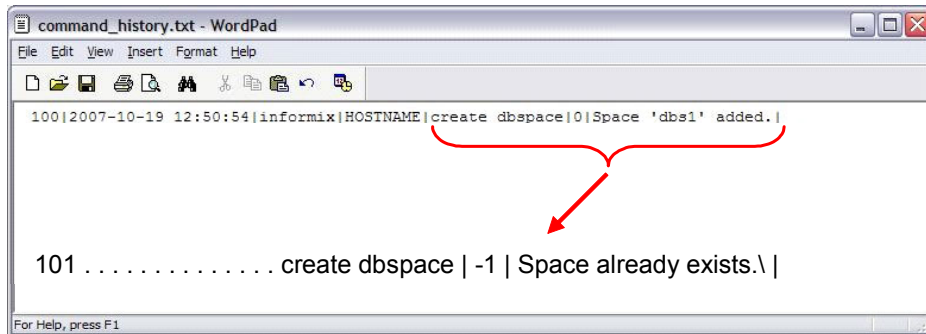 command_history.txt - WordPad
File Edit View Insert Format Help
100|2007-10-19 12:50:54|informix|HOSTNAME|create dbspace|0|Space 'dbs1' added.|
101 . . . . . . . . . . . . . . create dbspace | -1 | Space already exists.\ |
For Help, press F1